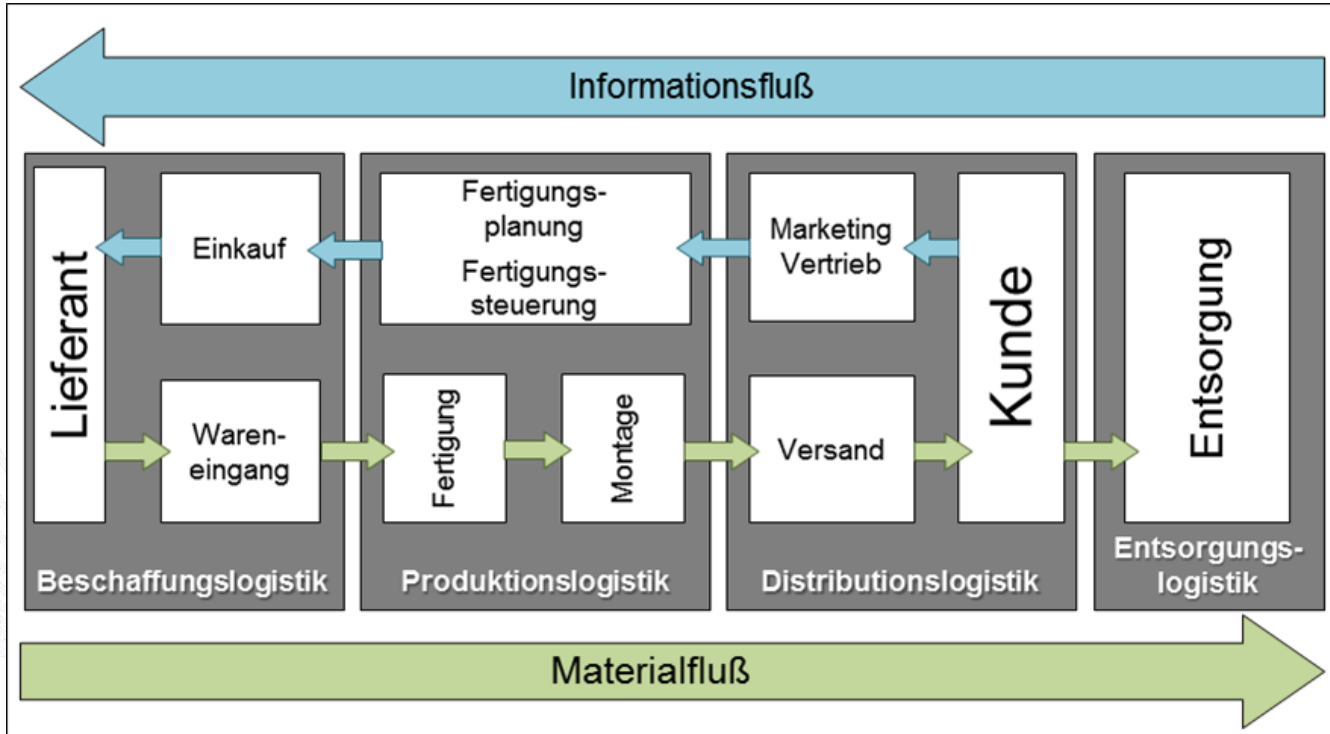 Informationsfluß
Lieferant
Einkauf
Fertigungs-
planung
Fertigungs-
steuerung
Marketing
Vertrieb
Kunde
Entsorgung
Waren-
eingang
Fertigung
Montage
Versand
Beschaffungslogistik
Produktionslogistik
Distributionslogistik
Entsorgungs-
logistik
Materialfluß